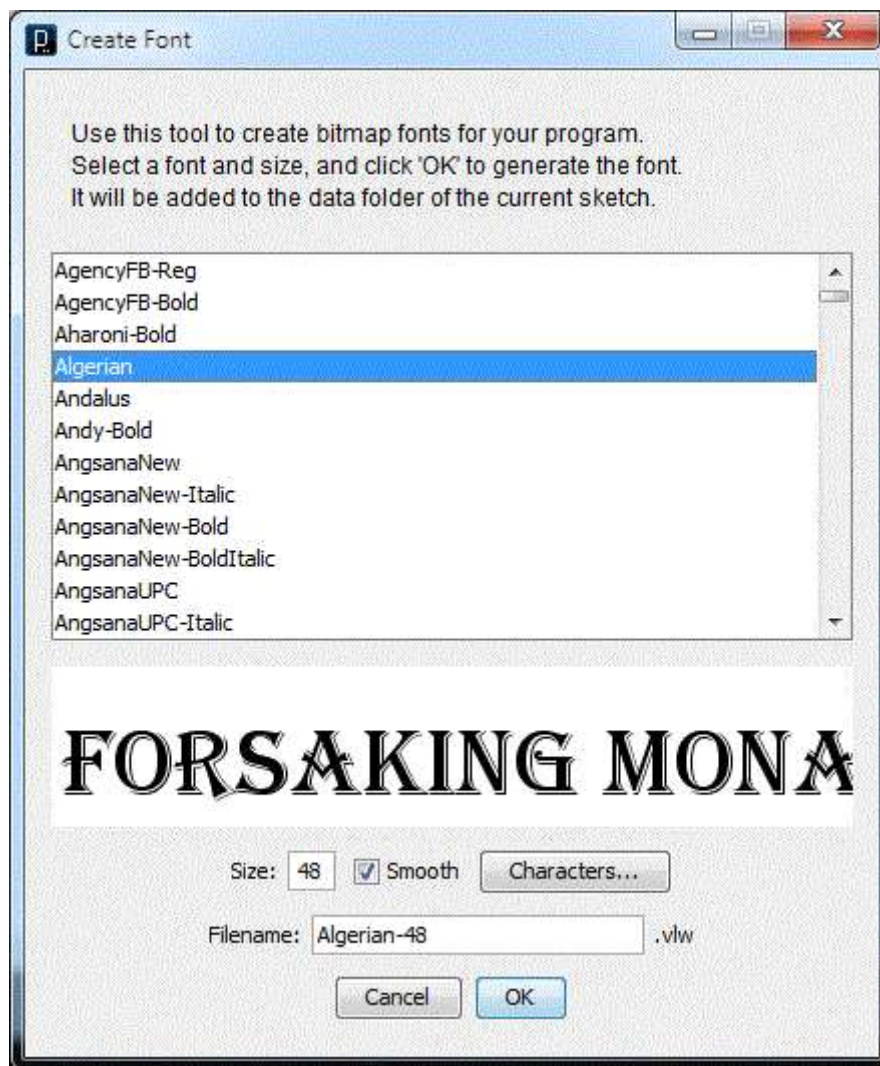 Create Font
Use this tool to create bitmap fonts for your program.
Select a font and size, and click 'OK' to generate the font.
It will be added to the data folder of the current sketch.
AgencyFB-Reg
AgencyFB-Bold
Aharoni-Bold
Algerian
Andalus
Andy-Bold
AngsanaNew
AngsanaNew-Italic
AngsanaNew-Bold
AngsanaNew-BoldItalic
AngsanaUPC
AngsanaUPC-Italic
FORSAKING MONA
Size: 48 Smooth Characters...
Filename: Algerian-48 .vlw
Cancel OK